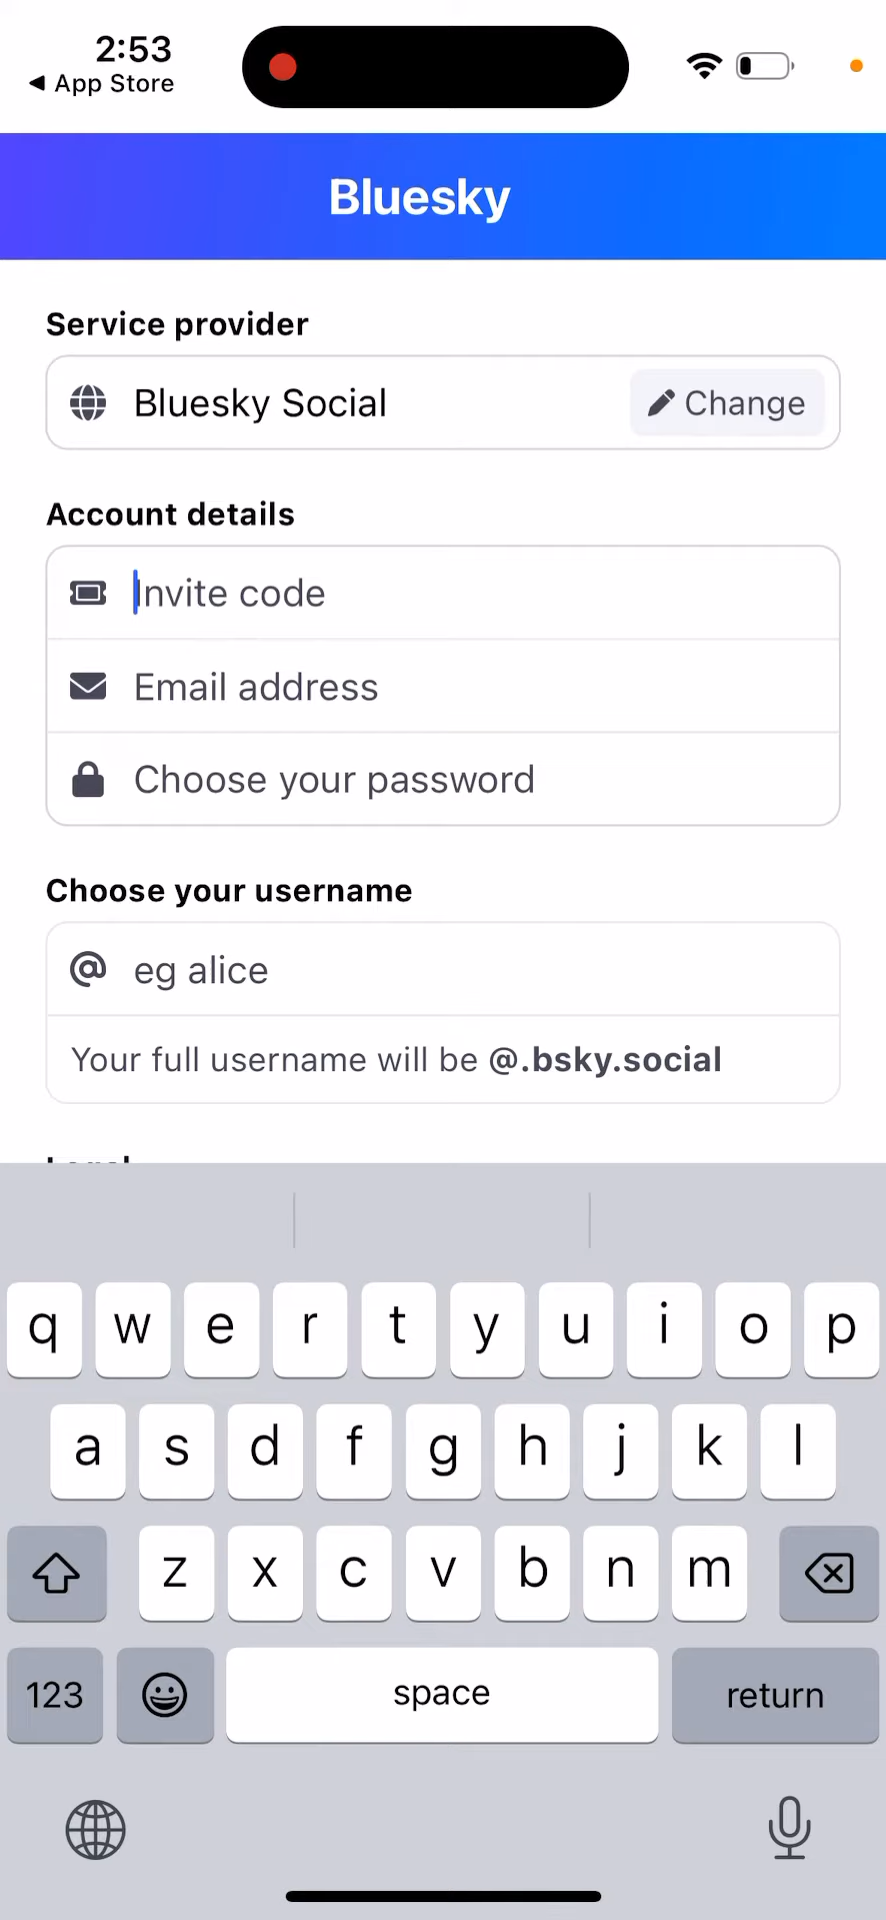 2:53
◀ App Store
Bluesky
Service provider
Bluesky Social
Change
Account details
Invite code
Email address
Choose your password
Choose your username
@ eg alice
Your full username will be @.bsky.social
Legal
q w e r t y u i o p
a s d f g h j k l
z x c v b n m
123 space return